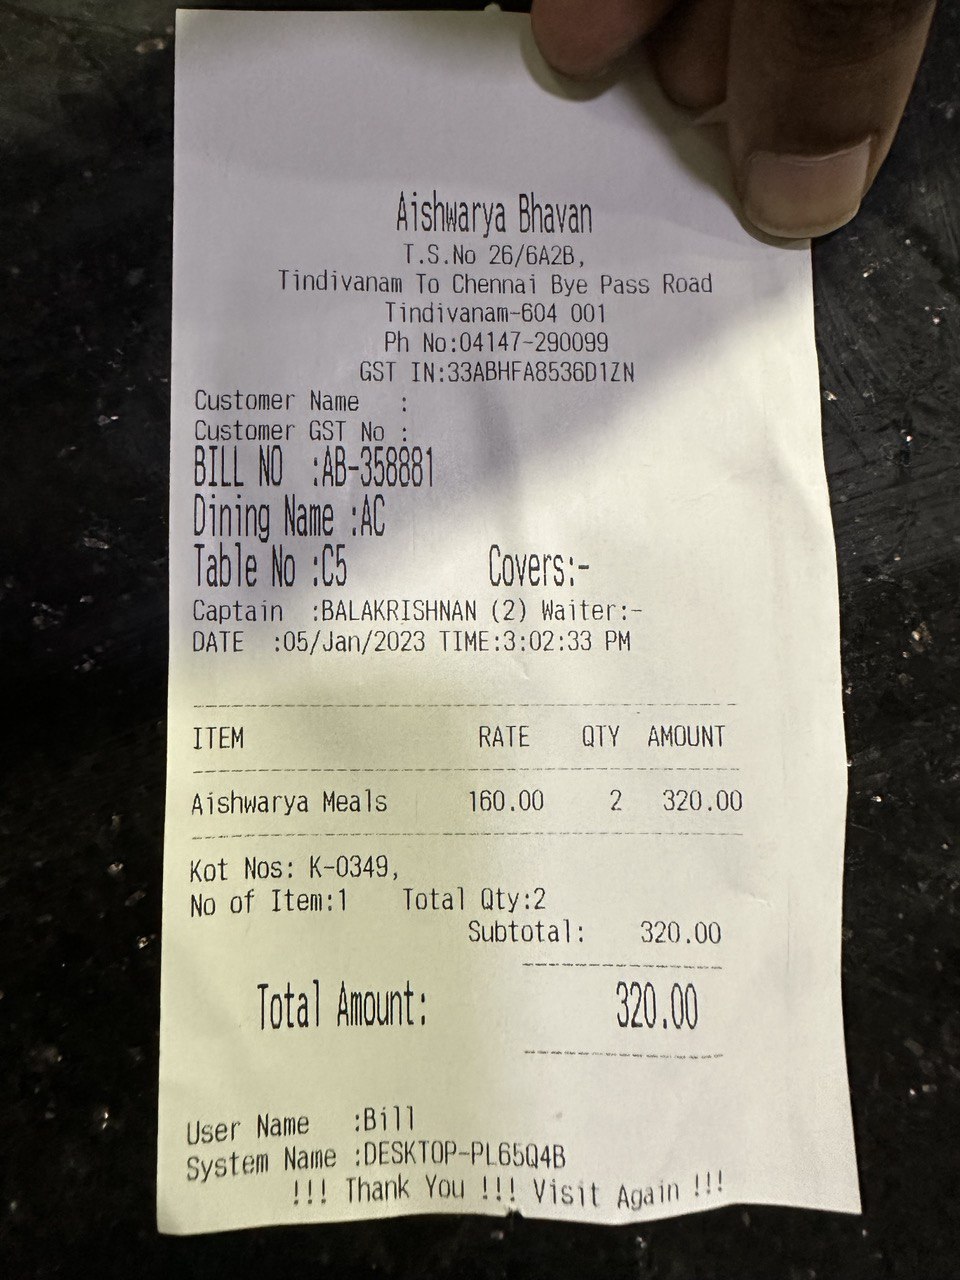 Aishwarya Bhavan
T.S.No 26/6A2B,
Tindivanam To Chennai Bye Pass Road
Tindivanam-604 001
Ph No:04147-290099
GST IN:33ABHFA8536D1ZN
Customer Name :
Customer GST No :
BILL NO :AB-358881
Dining Name :AC
Table No :C5 Covers:-
Captain :BALAKRISHNAN (2) Waiter:-
DATE :05/Jan/2023 TIME:3:02:33 PM
ITEM RATE QTY AMOUNT
Aishwarya Meals 160.00 2 320.00
Kot Nos: K-0349,
No of Item:1 Total Qty:2
Subtotal: 320.00
Total Amount: 320.00
User Name :Bill
System Name :DESKTOP-PL65Q4B
!!! Thank You !!! Visit Again !!!